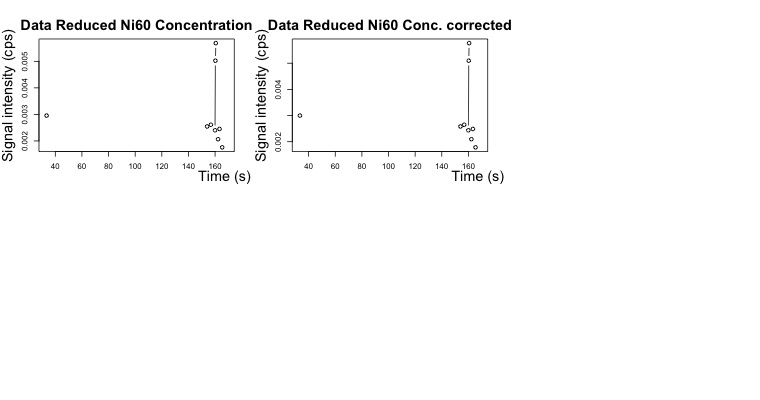 Data Reduced Ni60 Concentration
Signal intensity (cps)
0.002 0.003 0.004 0.005
40 60 80 100 120 140 160
Time (s)
Data Reduced Ni60 Conc. corrected
Signal intensity (cps)
0.002 0.004
40 60 80 100 120 140 160
Time (s)